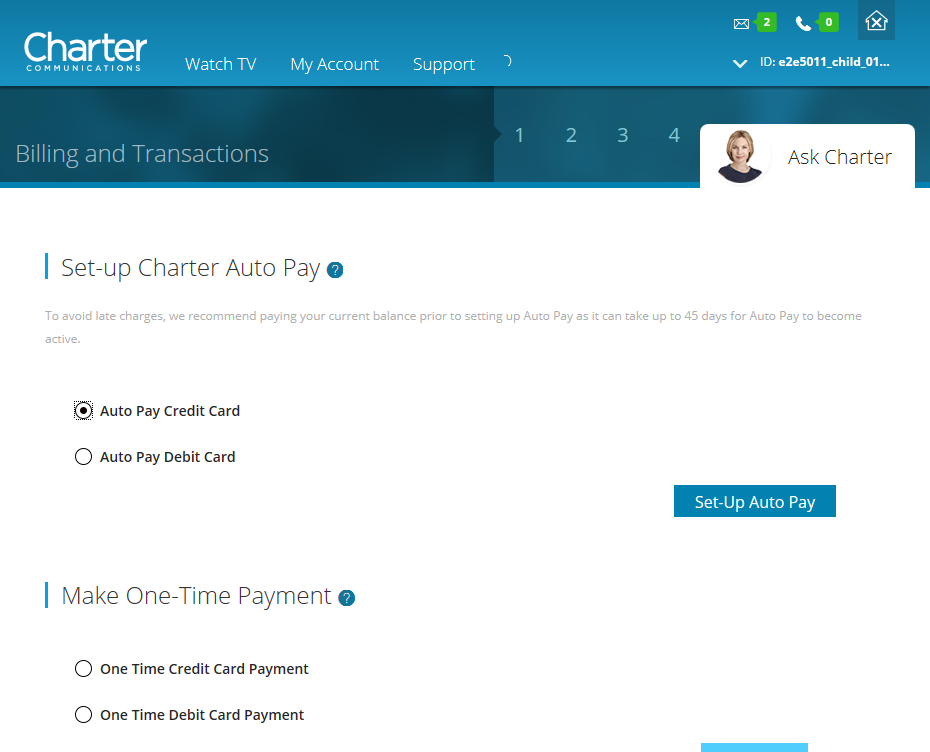 2
0
Charter
COMMUNICATIONS
Watch TV
My Account
Support
ID: e2e5011_child_01...
Billing and Transactions
1
2
3
4
Ask Charter
Set-up Charter Auto Pay ?
To avoid late charges, we recommend paying your current balance prior to setting up Auto Pay as it can take up to 45 days for Auto Pay to become
active.
Auto Pay Credit Card
Auto Pay Debit Card
Set-Up Auto Pay
Make One-Time Payment ?
One Time Credit Card Payment
One Time Debit Card Payment